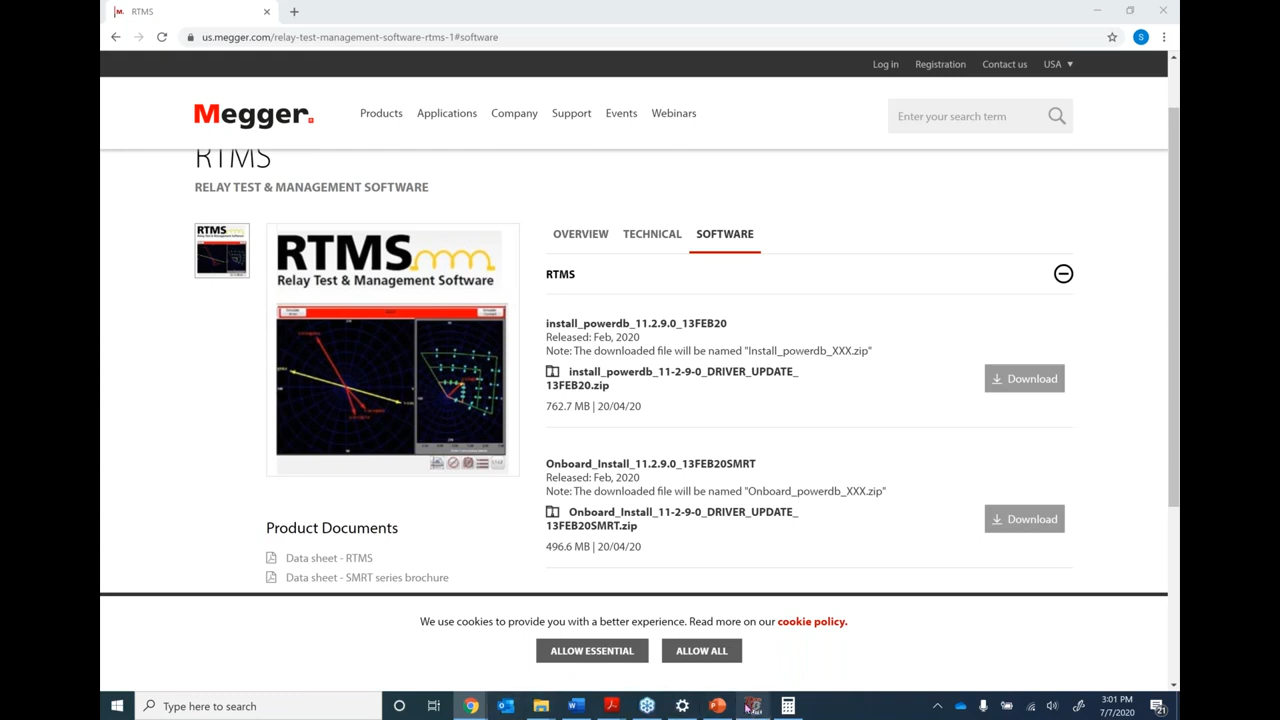 RTMS
us.megger.com/relay-test-management-software-rtms-1#software
S
Log in Registration Contact us USA
Megger.
Products Applications Company Support Events Webinars
Enter your search term
RTMS
RELAY TEST & MANAGEMENT SOFTWARE
RTMS
Relay Test & Management Software
OVERVIEW TECHNICAL SOFTWARE
RTMS
install_powerdb_11.2.9.0_13FEB20
Released: Feb, 2020
Note: The downloaded file will be named "Install_powerdb_XXX.zip"
install_powerdb_11-2-9-0_DRIVER_UPDATE_
13FEB20.zip
Download
762.7 MB | 20/04/20
Onboard_Install_11.2.9.0_13FEB20SMRT
Released: Feb, 2020
Note: The downloaded file will be named "Onboard_powerdb_XXX.zip"
Onboard_Install_11-2-9-0_DRIVER_UPDATE_
13FEB20SMRT.zip
Download
496.6 MB | 20/04/20
Product Documents
Data sheet - RTMS
Data sheet - SMRT series brochure
We use cookies to provide you with a better experience. Read more on our cookie policy.
ALLOW ESSENTIAL ALLOW ALL
Type here to search
3:01 PM
7/7/2020
21